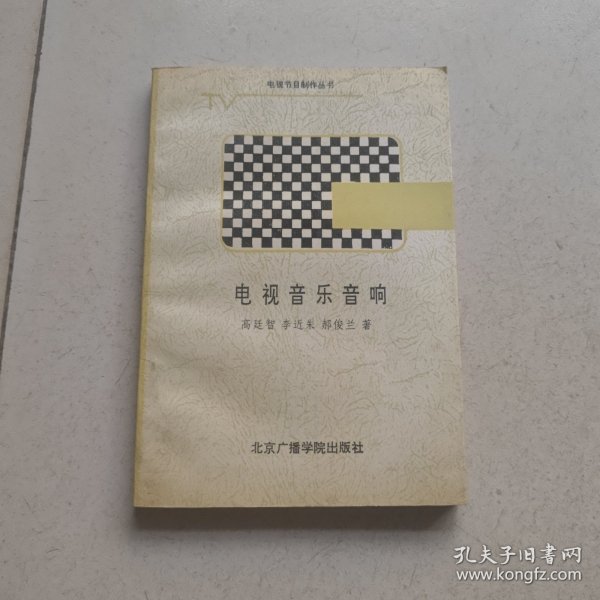 电视节目制作丛书
TV
电视音乐音响
高廷智 李近朱 郝俊兰 著
北京广播学院出版社
孔夫子旧书网
www.kongfz.com